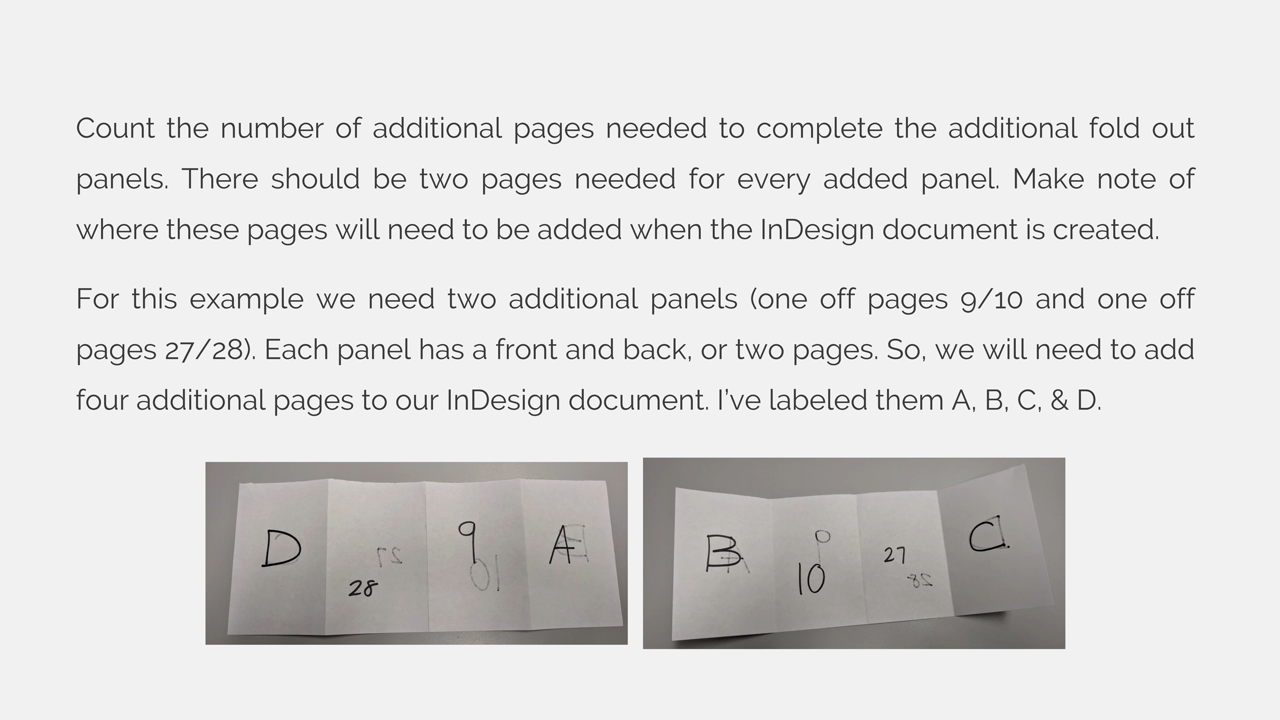 Count the number of additional pages needed to complete the additional fold out
panels. There should be two pages needed for every added panel. Make note of
where these pages will need to be added when the InDesign document is created.
For this example we need two additional panels (one off pages 9/10 and one off
pages 27/28). Each panel has a front and back, or two pages. So, we will need to add
four additional pages to our InDesign document. I've labeled them A, B, C, & D.
D 28 9 A
B 10 27 C